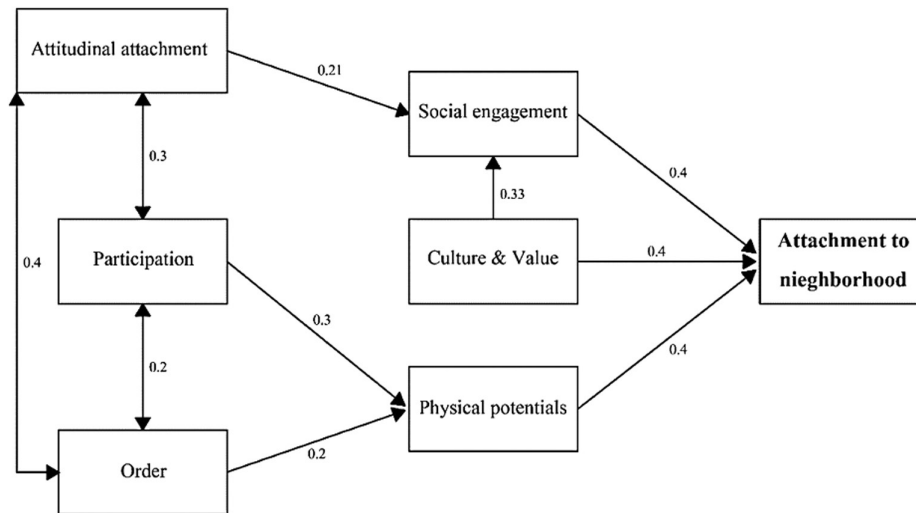 Attitudinal attachment
0.21
Social engagement
0.3
0.4
0.33
Participation
Culture & Value
0.4
Attachment to
nieghborhood
0.4
0.3
0.4
0.2
Physical potentials
Order
0.2